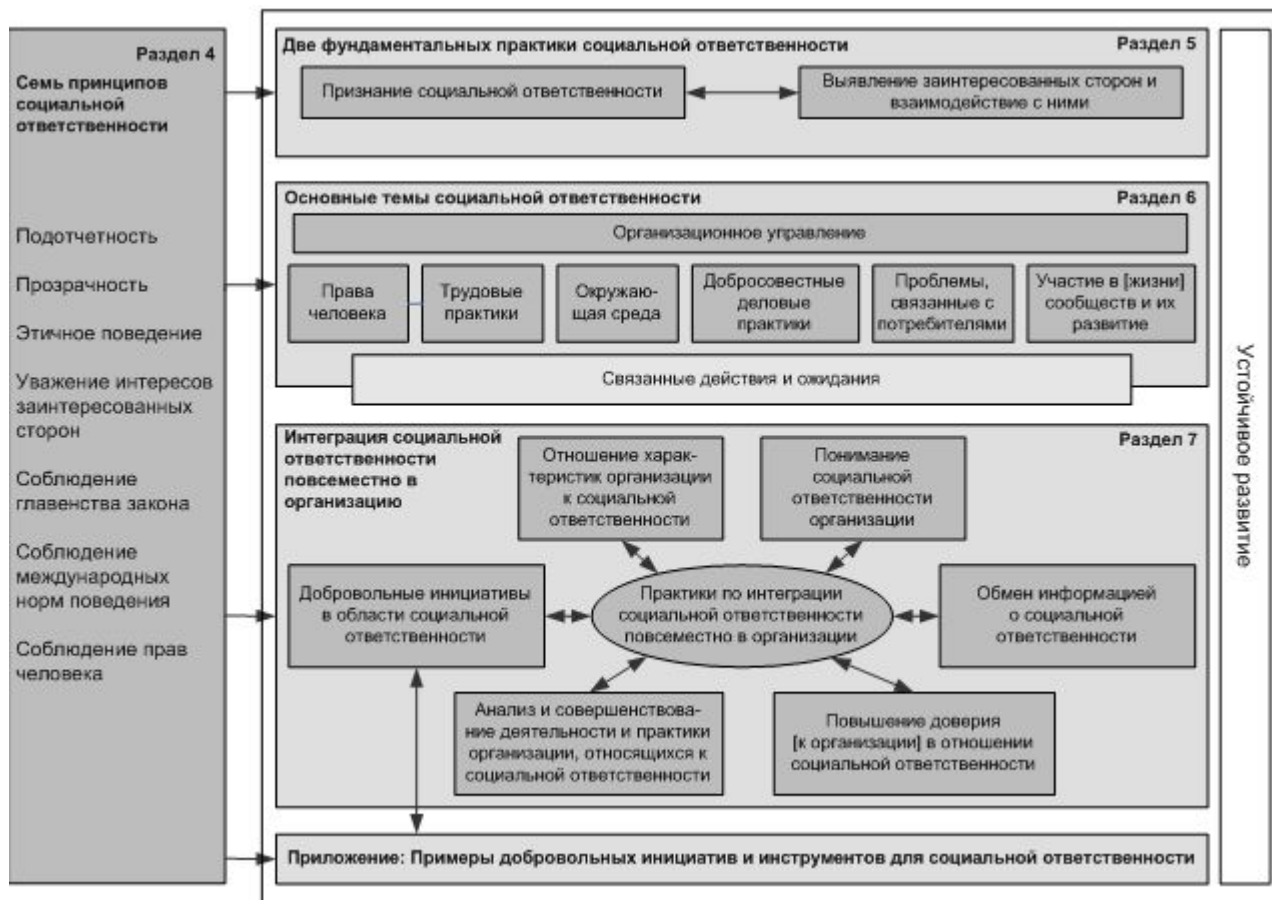 Раздел 4
Семь принципов
социальной
ответственности
Подотчетность
Прозрачность
Этичное поведение
Уважение интересов
заинтересованных
сторон
Соблюдение
главенства закона
Соблюдение
международных
норм поведения
Соблюдение прав
человека
Две фундаментальных практики социальной ответственности
Раздел 5
Признание социальной ответственности
Выявление заинтересованных сторон и
взаимодействие с ними
Основные темы социальной ответственности
Раздел 6
Организационное управление
Права
человека
Трудовые
практики
Окружаю-
щая среда
Добросовестные
деловые
практики
Проблемы,
связанные с
потребителями
Участие в [жизни]
сообществ и их
развитие
Связанные действия и ожидания
Интеграция социальной
ответственности
повсеместно в
организацию
Раздел 7
Отношение харак-
теристик организации
к социальной
ответственности
Понимание
социальной
ответственности
организации
Добровольные инициативы
в области социальной
ответственности
Практики по интеграции
социальной ответственности
повсеместно в организации
Обмен информацией
о социальной
ответственности
Анализ и совершенствова-
ние деятельности и практики
организации, относящихся к
социальной ответственности
Повышение доверия
[к организации] в отношении
социальной ответственности
Приложение: Примеры добровольных инициатив и инструментов для социальной ответственности
Устойчивое развитие